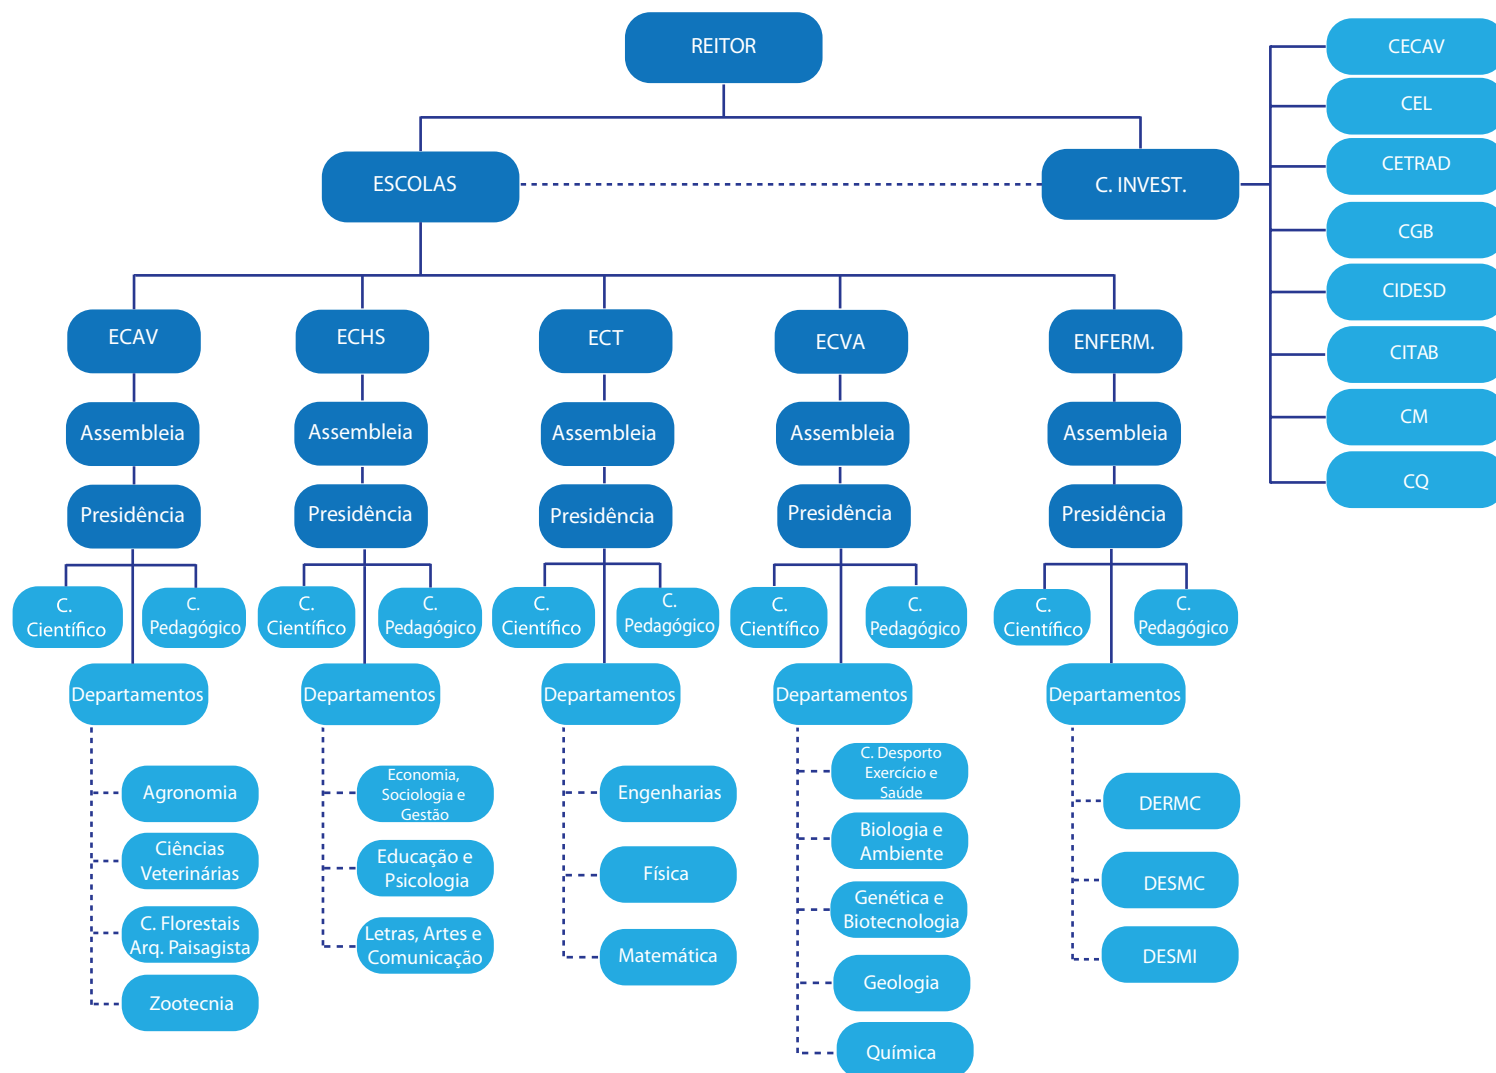 REITOR
ESCOLAS
C. INVEST.
CECAV
CEL
CETRAD
CGB
CIDESD
CITAB
CM
CQ
ECAV
ECHS
ECT
ECVA
ENFERM.
Assembleia
Assembleia
Assembleia
Assembleia
Assembleia
Presidência
Presidência
Presidência
Presidência
Presidência
C.
Científico
C.
Pedagógico
C.
Científico
C.
Pedagógico
C.
Científico
C.
Pedagógico
C.
Científico
C.
Pedagógico
C.
Científico
C.
Pedagógico
Departamentos
Departamentos
Departamentos
Departamentos
Departamentos
Agronomia
Ciências
Veterinárias
C. Florestais
Arq. Paisagista
Zootecnia
Economia,
Sociologia e
Gestão
Educação e
Psicologia
Letras, Artes e
Comunicação
Engenharias
Física
Matemática
C. Desporto
Exercício e
Saúde
Biologia e
Ambiente
Genética e
Biotecnologia
Geologia
Química
DERMC
DESMC
DESMI